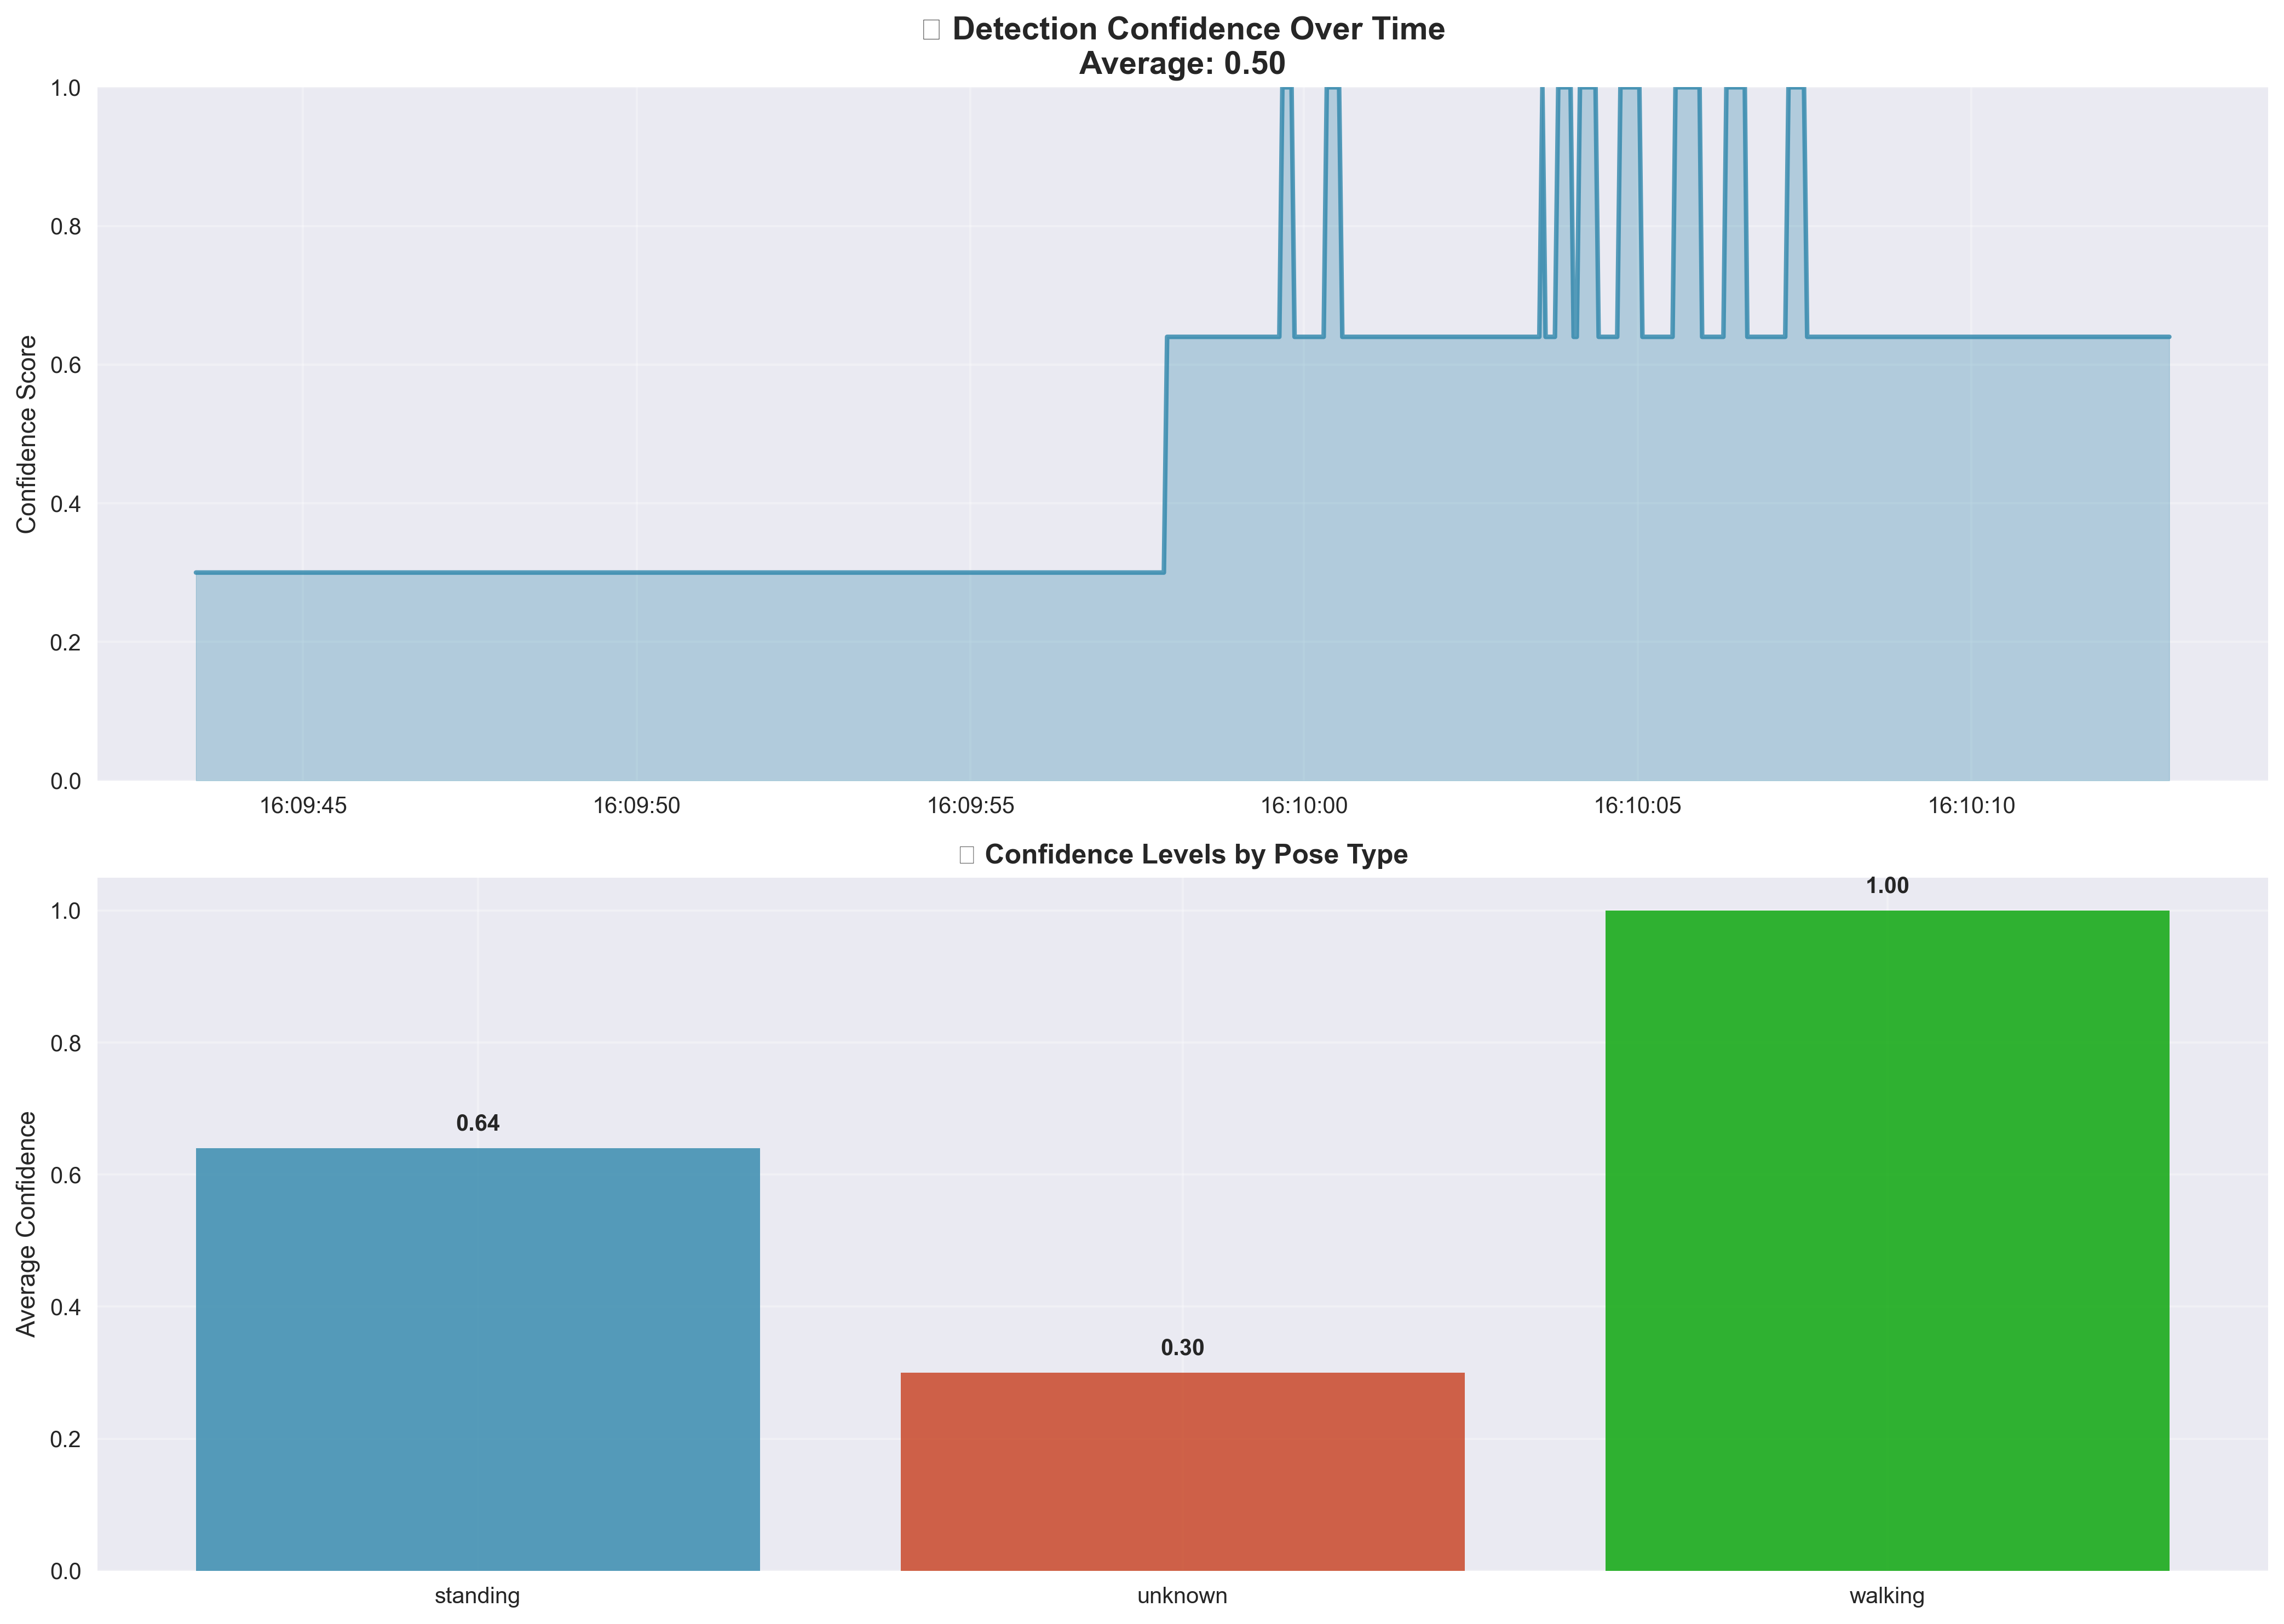 Detection Confidence Over Time
Average: 0.50
1.0
0.8
0.6
0.4
0.2
0.0
Confidence Score
16:09:45 16:09:50 16:09:55 16:10:00 16:10:05 16:10:10
Confidence Levels by Pose Type
1.0
0.8
0.6
0.4
0.2
0.0
Average Confidence
0.64
0.30
1.00
standing unknown walking